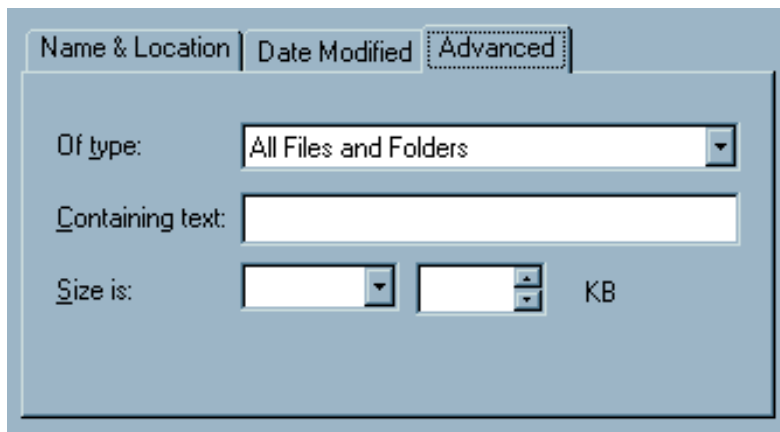 Name & Location Date Modified Advanced
Of type: All Files and Folders
Containing text:
Size is: KB